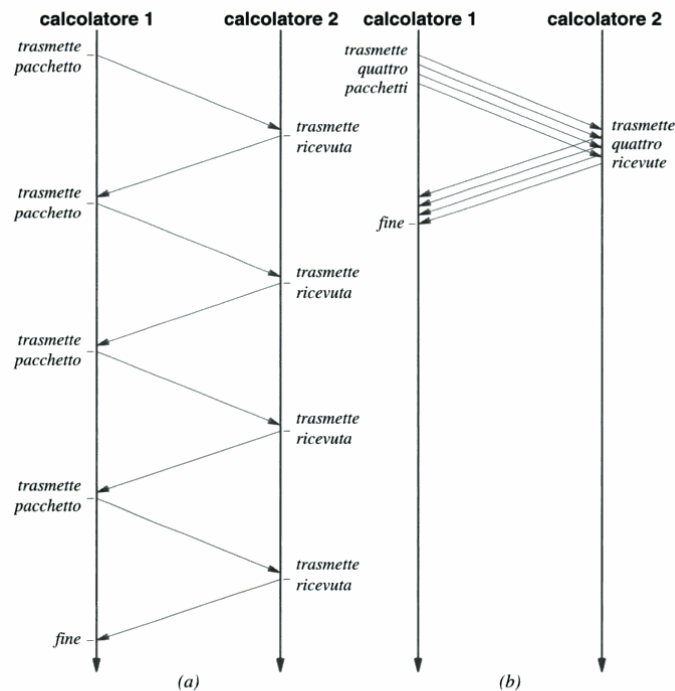 calcolatore 1
calcolatore 2
trasmette
pacchetto
trasmette
ricevuta
trasmette
pacchetto
trasmette
ricevuta
trasmette
pacchetto
trasmette
ricevuta
trasmette
pacchetto
trasmette
ricevuta
fine
(a)
calcolatore 1
calcolatore 2
trasmette
quattro
pacchetti
trasmette
quattro
ricevute
fine
(b)